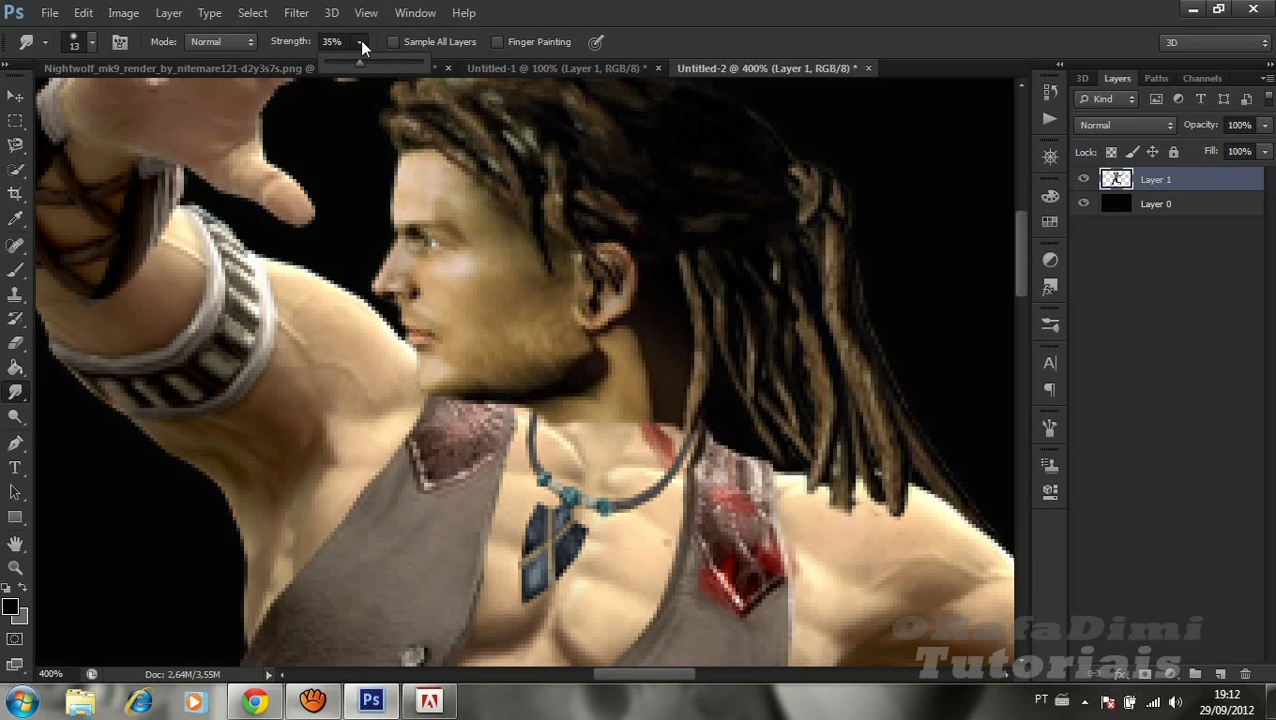 Ps File Edit Image Layer Type Select Filter 3D View Window Help
13 Mode: Normal Strength: 35% Sample All Layers Finger Painting 3D
Nightwolf_mk9_render_by_nitemare121-d2y3s7s.png @ * × Untitled-1 @ 100% (Layer 1, RGB/8) * × Untitled-2 @ 400% (Layer 1, RGB/8) * ×
3D Layers Paths Channels
Kind
Normal Opacity: 100%
Lock: Fill: 100%
Layer 1
Layer 0
oRafaDimi
Tutoriais
400% Doc: 2,64M/3,55M
Ps PT 19:12
29/09/2012